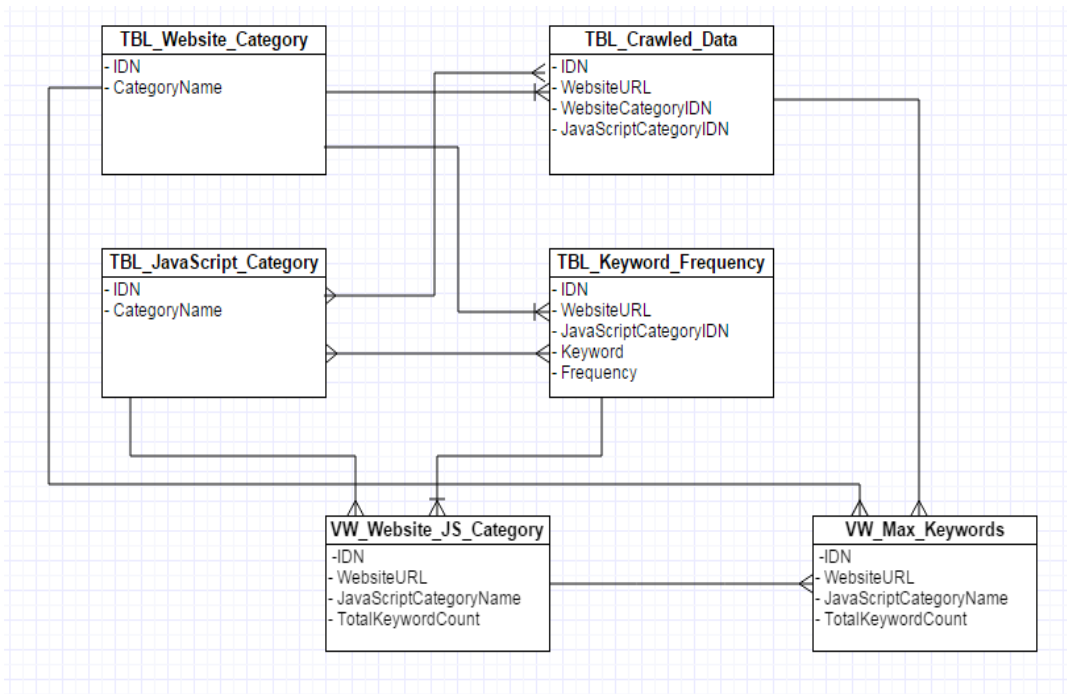 TBL_Website_Category
- IDN
- CategoryName
TBL_Crawled_Data
- IDN
- WebsiteURL
- WebsiteCategoryIDN
- JavaScriptCategoryIDN
TBL_JavaScript_Category
- IDN
- CategoryName
TBL_Keyword_Frequency
- IDN
- WebsiteURL
- JavaScriptCategoryIDN
- Keyword
- Frequency
VW_Website_JS_Category
-IDN
- WebsiteURL
- JavaScriptCategoryName
- TotalKeywordCount
VW_Max_Keywords
-IDN
- WebsiteURL
- JavaScriptCategoryName
- TotalKeywordCount